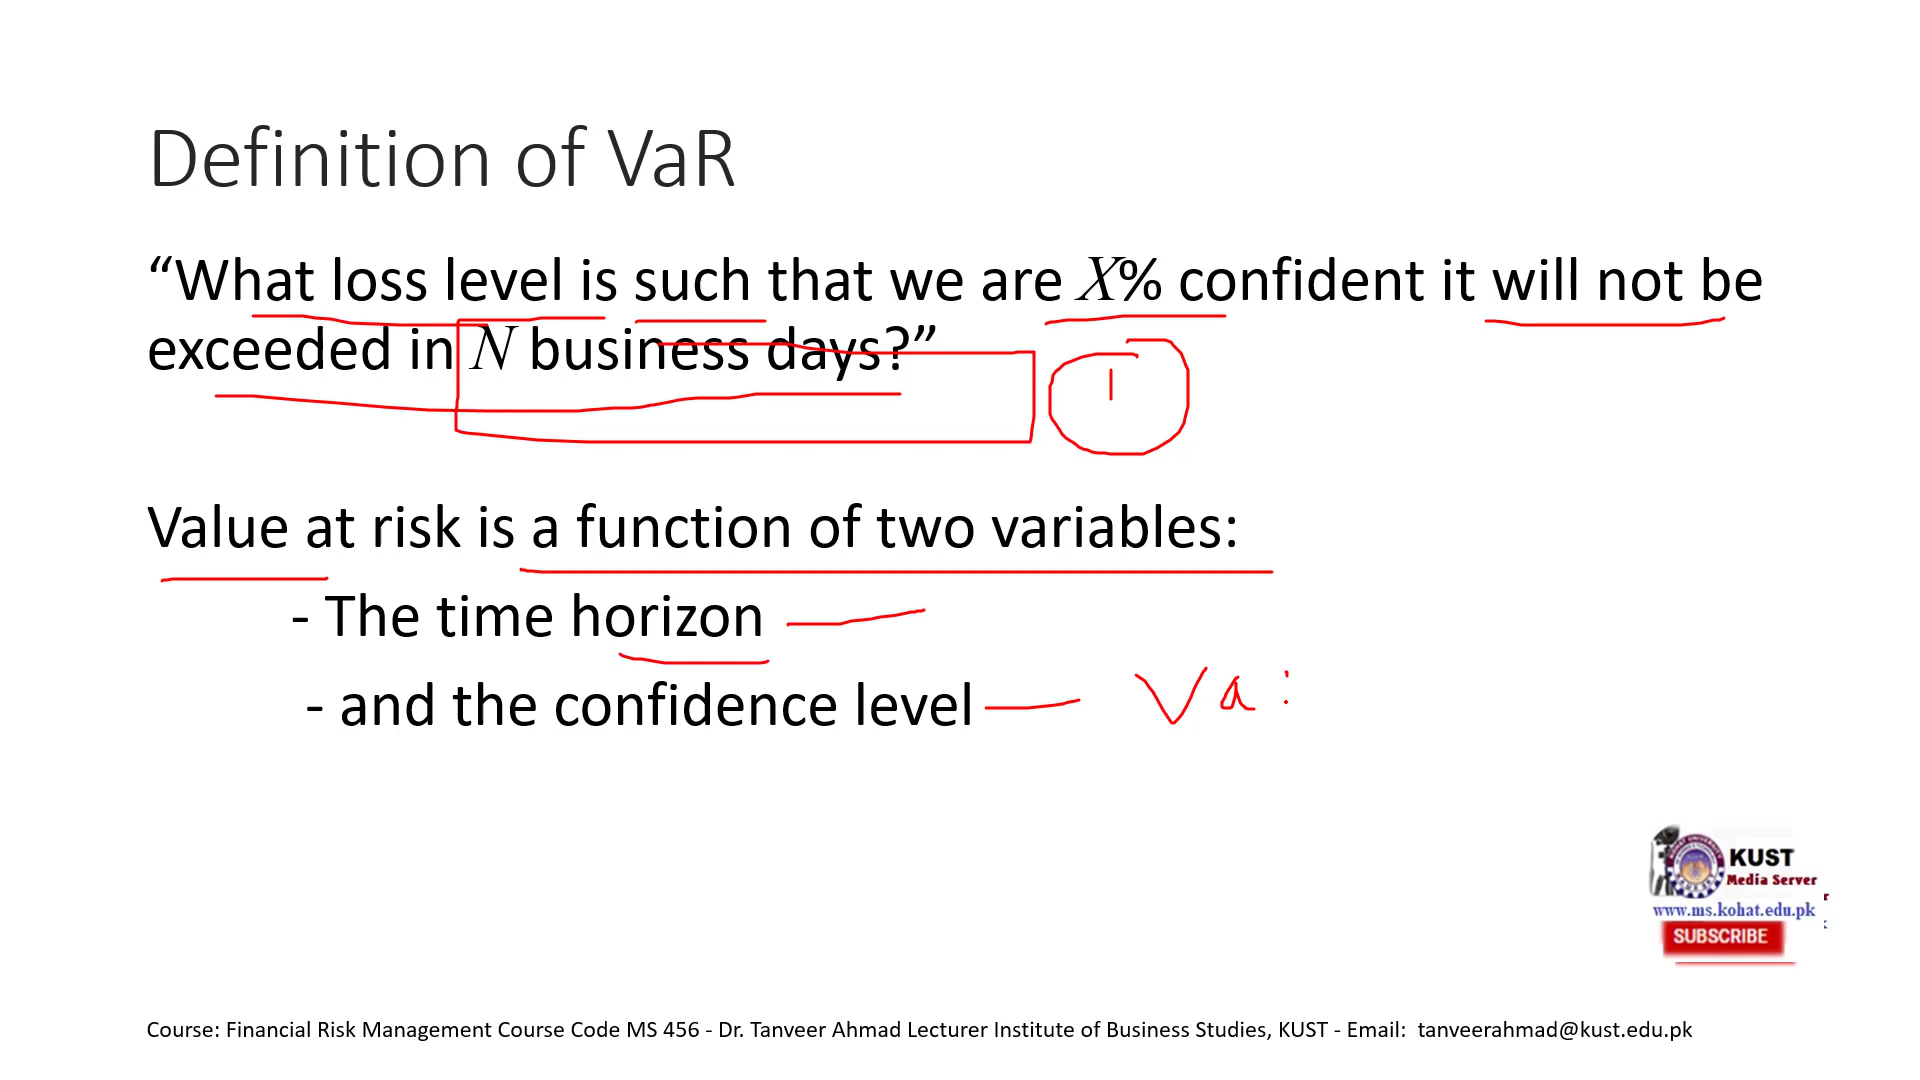 Definition of VaR
“What loss level is such that we are X% confident it will not be
exceeded in N business days?”
1
Value at risk is a function of two variables:
- The time horizon
- and the confidence level
Va :
KUST
Media Server
www.ms.kohat.edu.pk
SUBSCRIBE
Course: Financial Risk Management Course Code MS 456 - Dr. Tanveer Ahmad Lecturer Institute of Business Studies, KUST - Email: tanveerahmad@kust.edu.pk